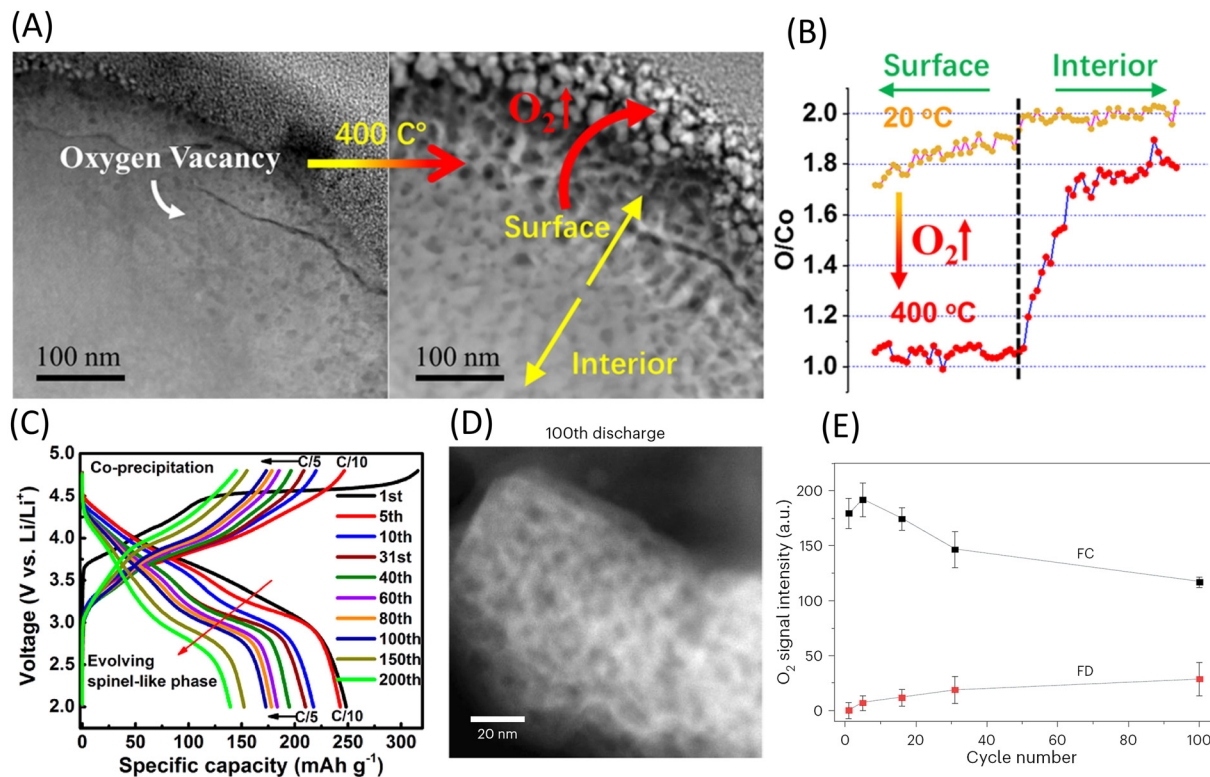 (A)
Oxygen Vacancy
400 C°
O₂↑
Surface
Interior
100 nm
100 nm
(B)
Surface
Interior
2.0
1.8
1.6
1.4
1.2
1.0
O/Co
20 °C
O₂↑
400 °C
(C)
Co-precipitation
C/5
C/10
5.0
4.5
4.0
3.5
3.0
2.5
2.0
Voltage (V vs. Li/Li⁺)
1st
5th
10th
31st
40th
60th
80th
100th
150th
200th
Evolving
spinel-like phase
C/5
C/10
0 50 100 150 200 250 300
Specific capacity (mAh g⁻¹)
(D)
100th discharge
20 nm
(E)
200
150
100
50
0
O₂ signal intensity (a.u.)
FC
FD
0 20 40 60 80 100
Cycle number